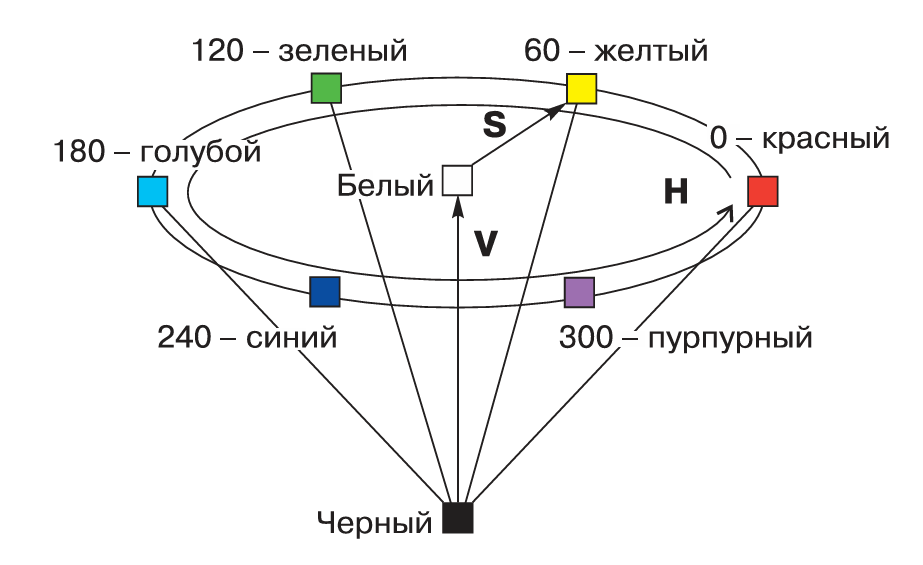 120 – зеленый
60 – желтый
S
0 – красный
180 – голубой
Белый
H
V
240 – синий
300 – пурпурный
Черный